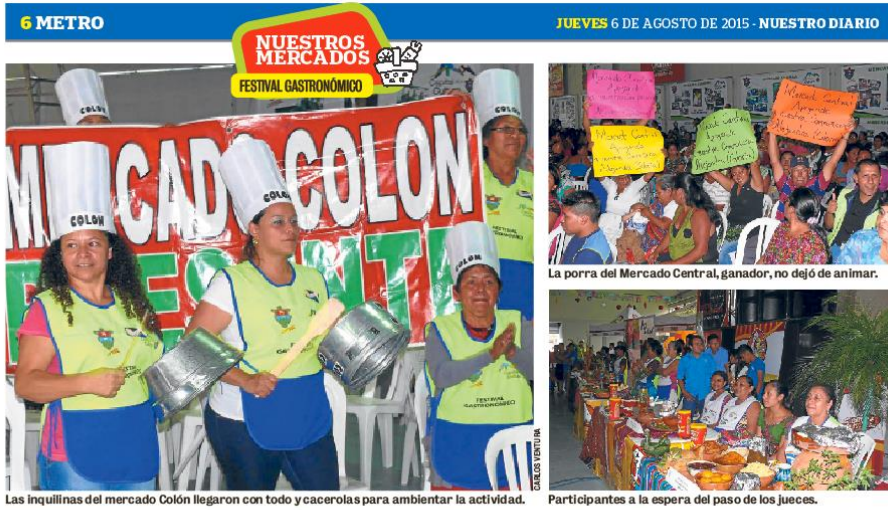 6 METRO
JUEVES 6 DE AGOSTO DE 2015 - NUESTRO DIARIO
NUESTROS
MERCADOS
FESTIVAL GASTRONÓMICO
COLON
COLON
COLON
COLON
MERCADO COLON
FESTIVAL
GASTRONÓMICO
CARLOS VENTURA
Las inquilinas del mercado Colón llegaron con todo y cacerolas para ambientar la actividad.
La porra del Mercado Central, ganador, no dejó de animar.
Participantes a la espera del paso de los jueces.